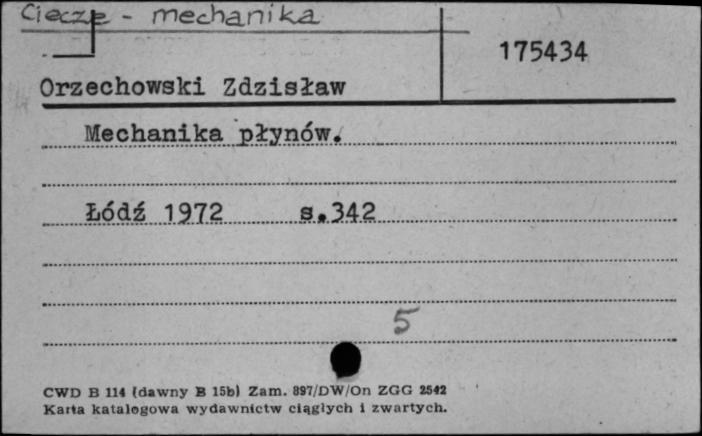 Ciecze - mechanika
175434
Orzechowski Zdzisław
Mechanika płynów.
Łódź 1972 s.342
5
CWD B 114 (dawny B 15b) Zam. 897/DW/On ZGG 2542
Karta katalogowa wydawnictw ciągłych i zwartych.